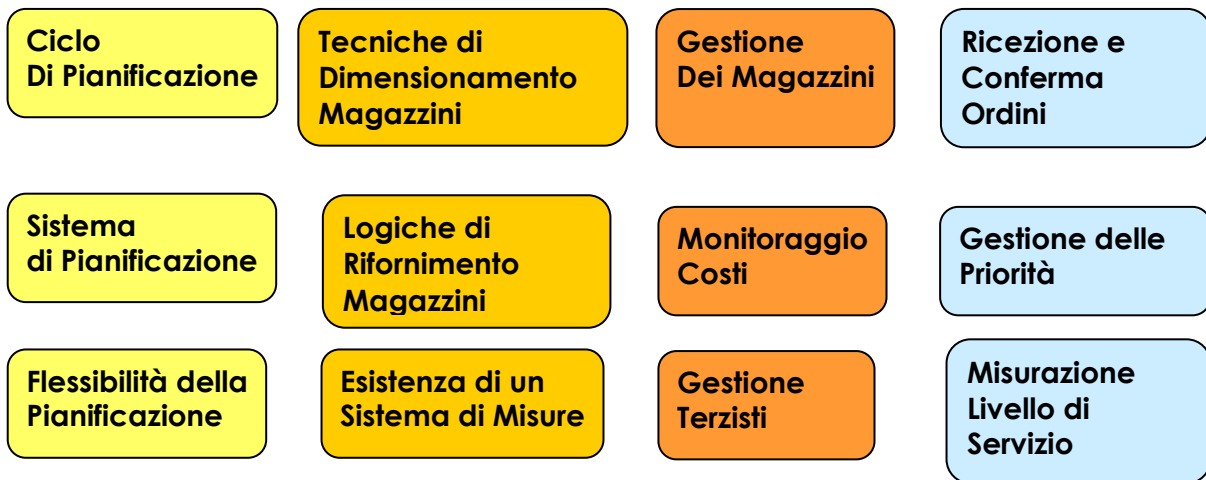 Ciclo
Di Pianificazione
Tecniche di
Dimensionamento
Magazzini
Gestione
Dei Magazzini
Ricezione e
Conferma
Ordini
Sistema
di Pianificazione
Logiche di
Rifornimento
Magazzini
Monitoraggio
Costi
Gestione delle
Priorità
Flessibilità della
Pianificazione
Esistenza di un
Sistema di Misure
Gestione
Terzisti
Misurazione
Livello di
Servizio